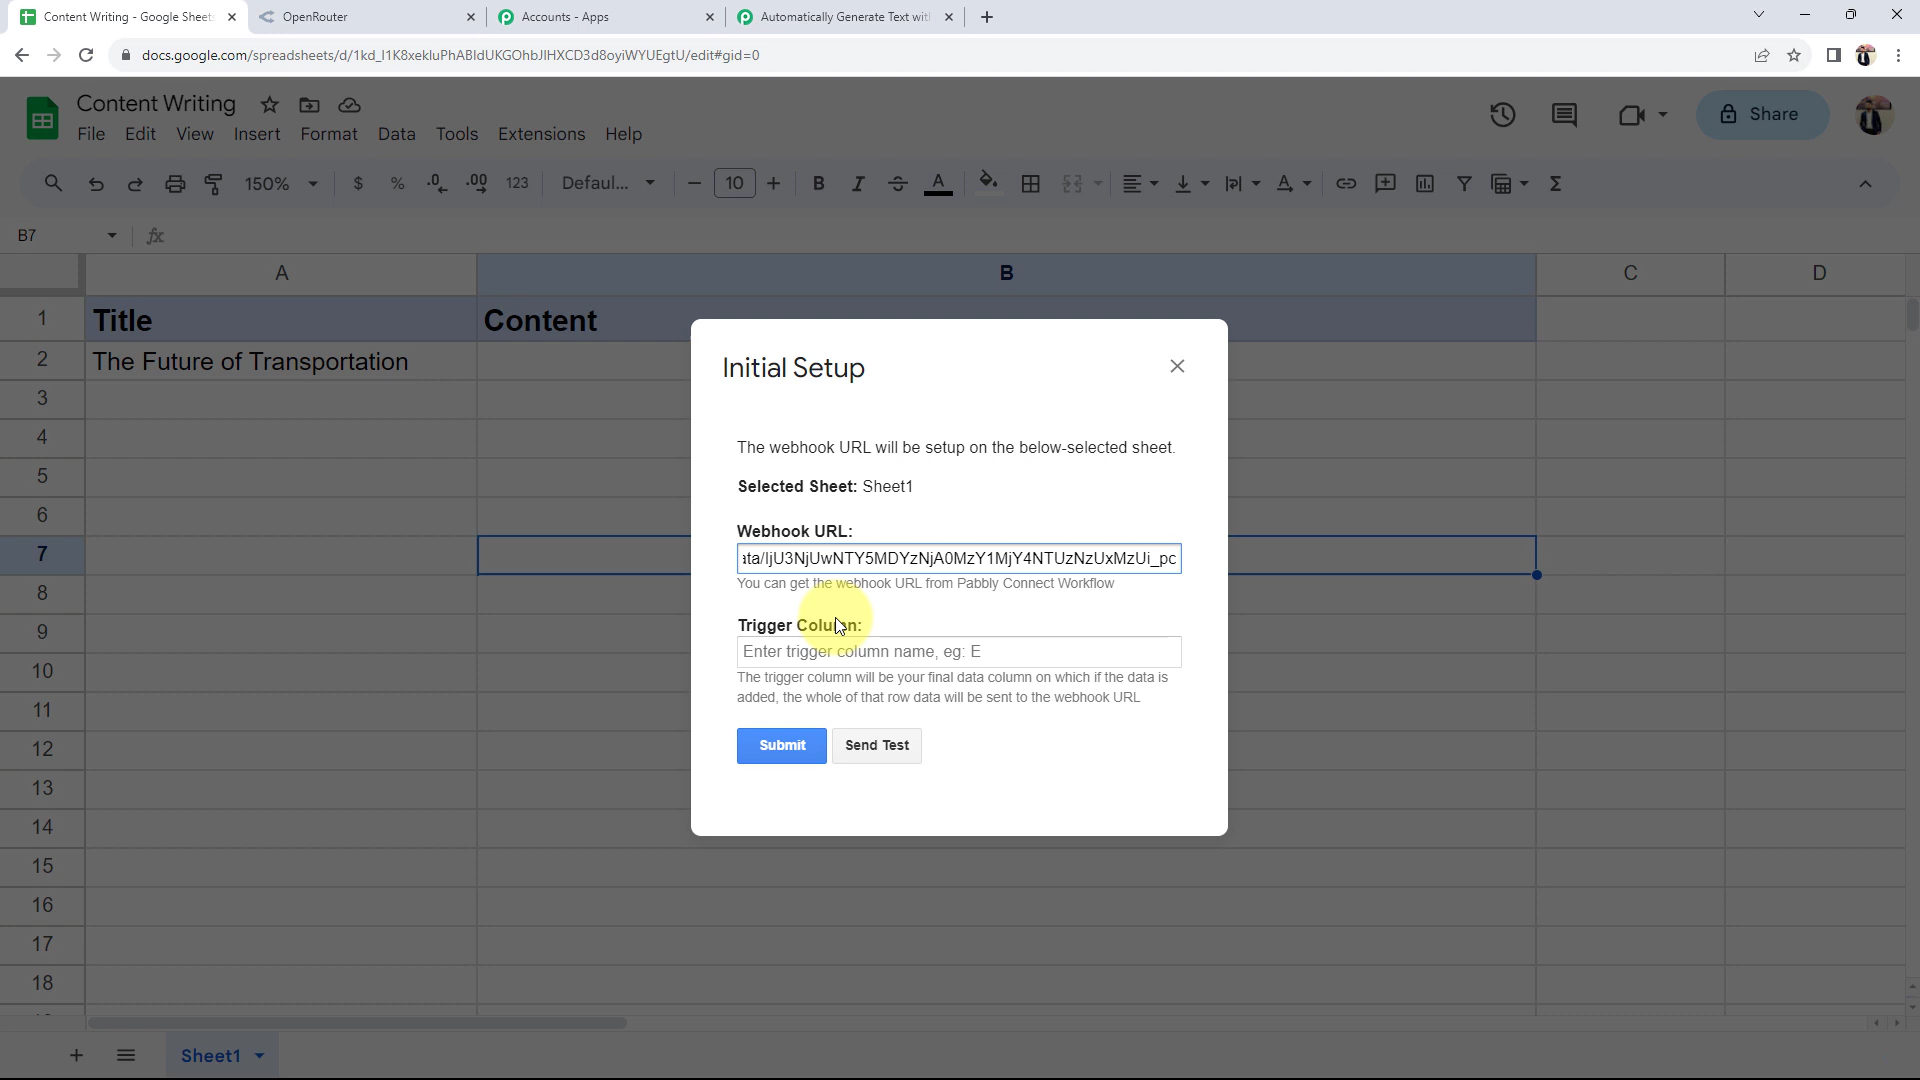 Content Writing - Google Sheet
OpenRouter
Accounts - Apps
Automatically Generate Text wit
docs.google.com/spreadsheets/d/1kd_I1K8xekluPhABIdUKGOhbJIHXCD3d8oyiWYUEgtU/edit#gid=0
Content Writing
File Edit View Insert Format Data Tools Extensions Help
Share
150% $ % .0 .00 123 Defaul... 10 B I S A
B7
fx
A B C D
1 Title Content
2 The Future of Transportation
3
4
5
6
7
8
9
10
11
12
13
14
15
16
17
18
Initial Setup
The webhook URL will be setup on the below-selected sheet.
Selected Sheet: Sheet1
Webhook URL:
ata/IjU3NjUwNTY5MDYzNjA0MzY1MjY4NTUzNzUxMzUi_pc
You can get the webhook URL from Pabbly Connect Workflow
Trigger Column:
Enter trigger column name, eg: E
The trigger column will be your final data column on which if the data is
added, the whole of that row data will be sent to the webhook URL
Submit Send Test
Sheet1